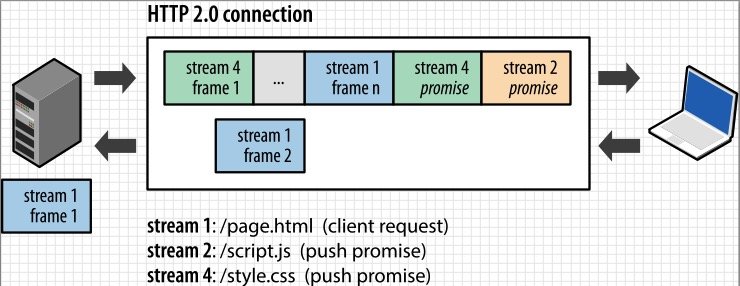 HTTP 2.0 connection
stream 4
frame 1
...
stream 1
frame n
stream 4
promise
stream 2
promise
stream 1
frame 2
stream 1
frame 1
stream 1: /page.html (client request)
stream 2: /script.js (push promise)
stream 4: /style.css (push promise)